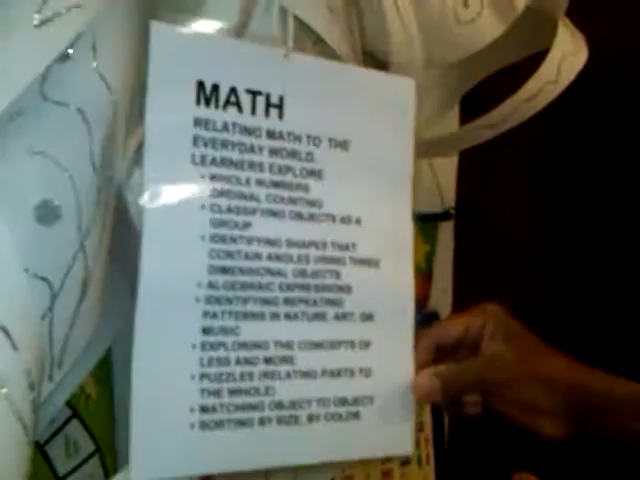 MATH
RELATING MATH TO THE
EVERYDAY WORLD.
LEARNERS EXPLORE
• WHOLE NUMBERS
• ORDINAL COUNTING
• CLASSIFYING OBJECTS AS A
GROUP
• IDENTIFYING SHAPES THAT
CONTAIN ANGLES USING THREE
DIMENSIONAL OBJECTS
• ALGEBRAIC EXPRESSIONS
• IDENTIFYING REPEATING
PATTERNS IN NATURE, ART, OR
MUSIC
• EXPLORING THE CONCEPTS OF
LESS AND MORE
• PUZZLES (RELATING PARTS TO
THE WHOLE)
• MATCHING OBJECT TO OBJECT
• SORTING BY SIZE, BY COLOR